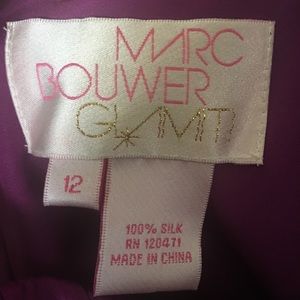 MARC
BOUWER
GLAMIT!
12
100% SILK
RN 120471
MADE IN CHINA